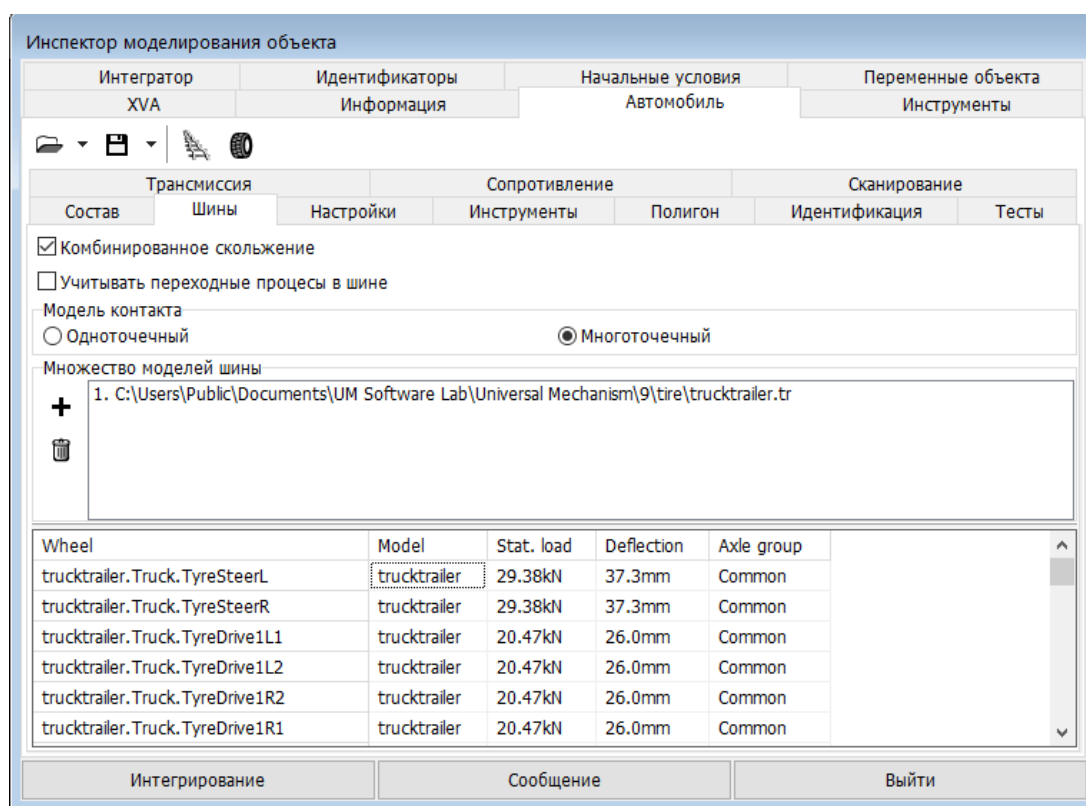 Инспектор моделирования объекта
Интегратор Идентификаторы Начальные условия Переменные объекта
XVA Информация Автомобиль Инструменты
Трансмиссия Сопротивление Сканирование
Состав Шины Настройки Инструменты Полигон Идентификация Тесты
Комбинированное скольжение
Учитывать переходные процесы в шине
Модель контакта
Одноточечный Многоточечный
Множество моделей шины
1. C:\Users\Public\Documents\UM Software Lab\Universal Mechanism\9\tire\trucktrailer.tr
Wheel Model Stat. load Deflection Axle group
trucktrailer.Truck.TyreSteerL trucktrailer 29.38kN 37.3mm Common
trucktrailer.Truck.TyreSteerR trucktrailer 29.38kN 37.3mm Common
trucktrailer.Truck.TyreDrive1L1 trucktrailer 20.47kN 26.0mm Common
trucktrailer.Truck.TyreDrive1L2 trucktrailer 20.47kN 26.0mm Common
trucktrailer.Truck.TyreDrive1R2 trucktrailer 20.47kN 26.0mm Common
trucktrailer.Truck.TyreDrive1R1 trucktrailer 20.47kN 26.0mm Common
Интегрирование Сообщение Выйти